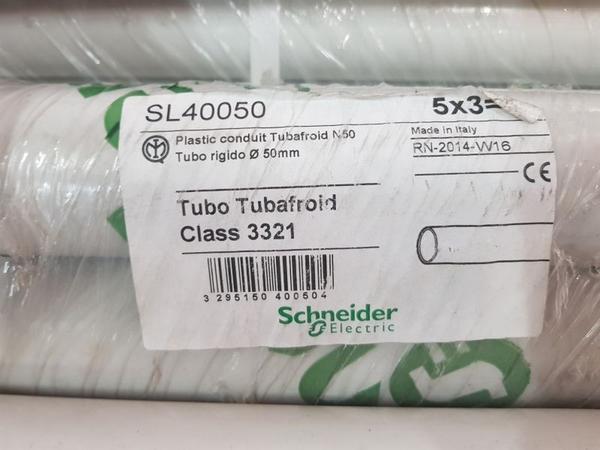 SL40050
5x3=
Plastic conduit Tubafroid N50
Tubo rigido Ø 50mm
Made in Italy
RN-2014-W16
CE
Tubo Tubafroid
Class 3321
3 295150 400504
Schneider
Electric